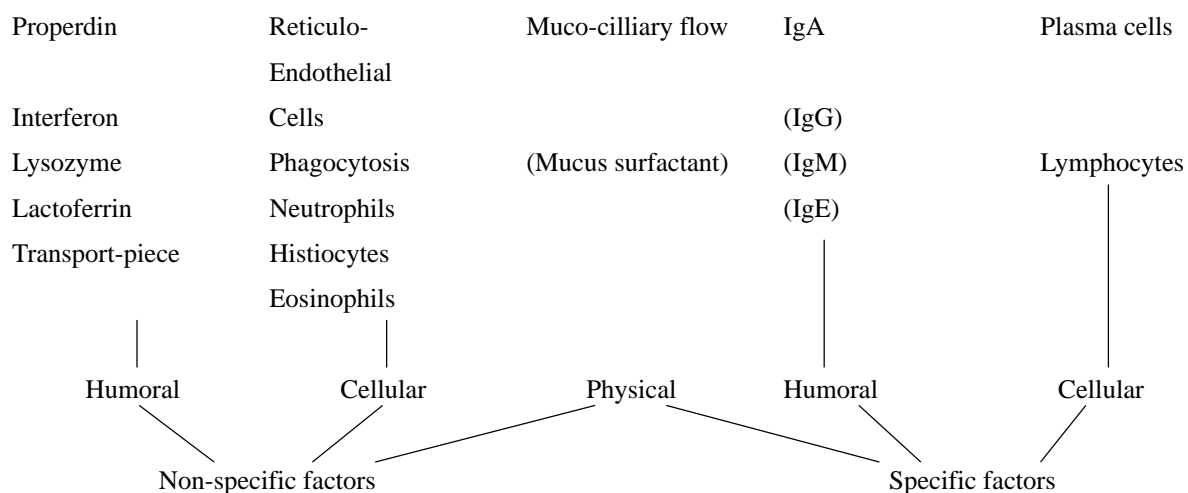 Properdin Reticulo- Muco-cilliary flow IgA Plasma cells
Endothelial
Interferon Cells (IgG)
Lysozyme Phagocytosis (Mucus surfactant) (IgM) Lymphocytes
Lactoferrin Neutrophils (IgE)
Transport-piece Histiocytes
Eosinophils
Humoral Cellular Physical Humoral Cellular
Non-specific factors Specific factors